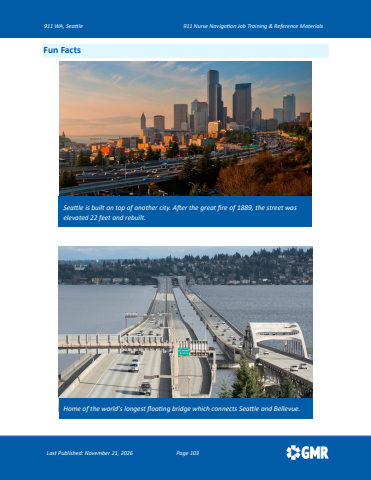 911 WA, Seattle
911 Nurse Navigation Job Training & Reference Materials
Fun Facts
Seattle is built on top of another city. After the great fire of 1889, the street was
elevated 22 feet and rebuilt.
Home of the world's longest floating bridge which connects Seattle and Bellevue.
Last Published: November 21, 2026
Page 103
GMR